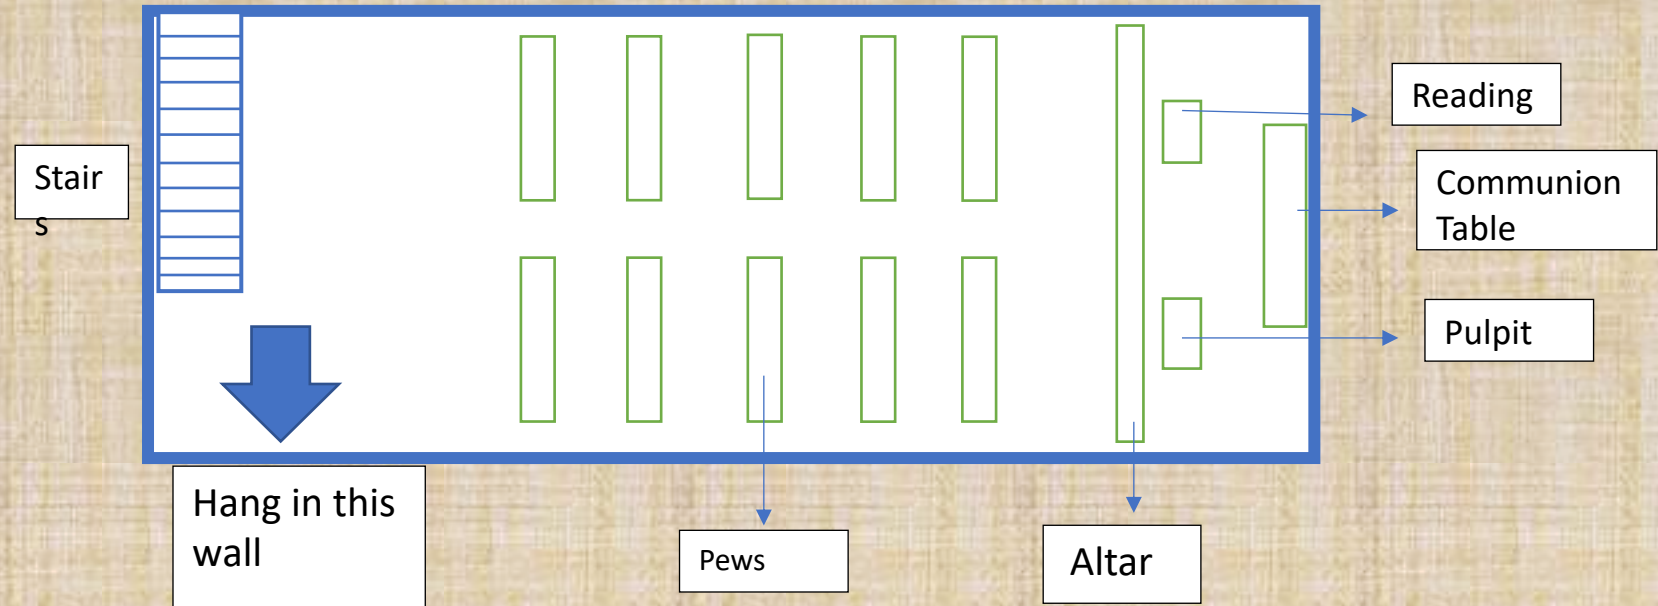 Reading
Stair
s
Communion
Table
Pulpit
Hang in this
wall
Pews
Altar